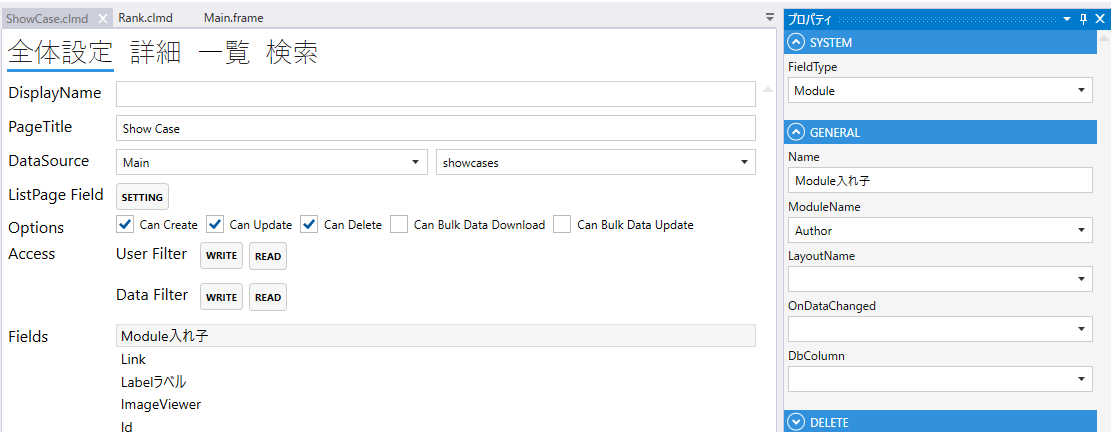 ShowCase.clmd
Rank.clmd
Main.frame
全体設定 詳細 一覧 検索
DisplayName
PageTitle Show Case
DataSource Main showcases
ListPage Field SETTING
Options Can Create Can Update Can Delete Can Bulk Data Download Can Bulk Data Update
Access User Filter WRITE READ
Data Filter WRITE READ
Fields Module入れ子
Link
Labelラベル
ImageViewer
Id
プロパティ
SYSTEM
FieldType
Module
GENERAL
Name
Module入れ子
ModuleName
Author
LayoutName
OnDataChanged
DbColumn
DELETE